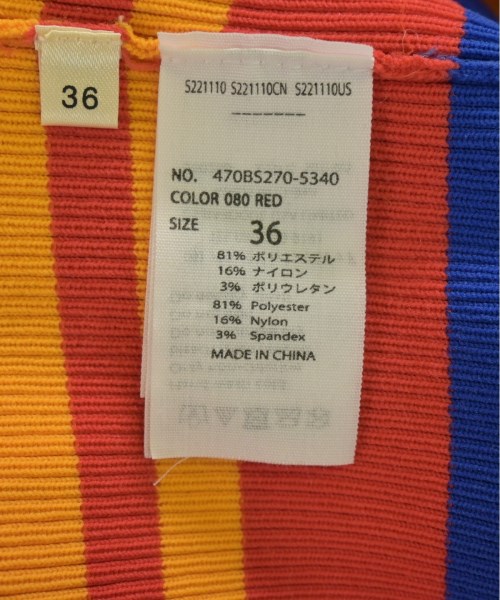 36
S221110 S221110CN S221110US
------
NO. 470BS270-5340
COLOR 080 RED
SIZE 36
81% ポリエステル
16% ナイロン
3% ポリウレタン
81% Polyester
16% Nylon
3% Spandex
MADE IN CHINA